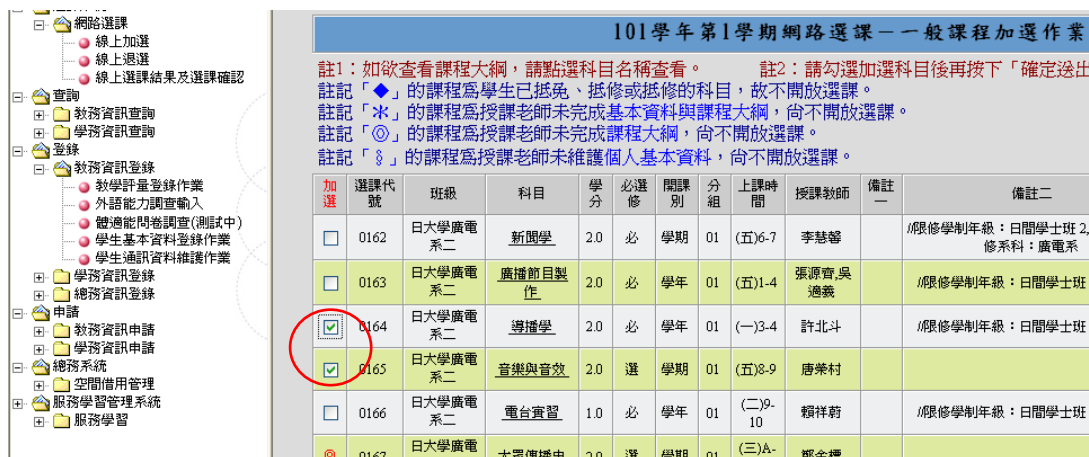 網路選課
線上加選
線上退選
線上選課結果及選課確認
查詢
教務資訊查詢
學務資訊查詢
登錄
教務資訊登錄
教學評量登錄作業
外語能力調查輸入
體適能問卷調查(測試中)
學生基本資料登錄作業
學生通訊資料維護作業
學務資訊登錄
總務資訊登錄
申請
教務資訊申請
學務資訊申請
總務系統
空間借用管理
服務學習管理系統
服務學習
101學年第1學期網路選課－一般課程加選作業
註1：如欲查看課程大綱，請點選科目名稱查看。 註2：請勾選加選科目後再按下「確定送出
註記「◆」的課程為學生已抵免、抵修或抵修的科目，故不開放選課。
註記「＊」的課程為授課老師未完成基本資料與課程大綱，尚不開放選課。
註記「◎」的課程為授課老師未完成課程大綱，尚不開放選課。
註記「§」的課程為授課老師未維護個人基本資料，尚不開放選課。
加選 選課代號 班級 科目 學分 必選修 開課別 分組 上課時間 授課教師 備註一 備註二
0162 日大學廣電系二 新聞學 2.0 必 學期 01 (五)6-7 李慧馨 //限修學制年級：日間學士班 2, 修系科：廣電系
0163 日大學廣電系二 廣播節目製作 2.0 必 學年 01 (五)1-4 張源齊,吳適義 //限修學制年級：日間學士班
0164 日大學廣電系二 導播學 2.0 必 學年 01 (一)3-4 許北斗 //限修學制年級：日間學士班
0165 日大學廣電系二 音樂與音效 2.0 選 學期 01 (五)8-9 唐榮村
0166 日大學廣電系二 電台實習 1.0 必 學年 01 (二)9-10 賴祥蔚 //限修學制年級：日間學士班
0167 日大學廣電 2.0 選 學期 01 (三)A-